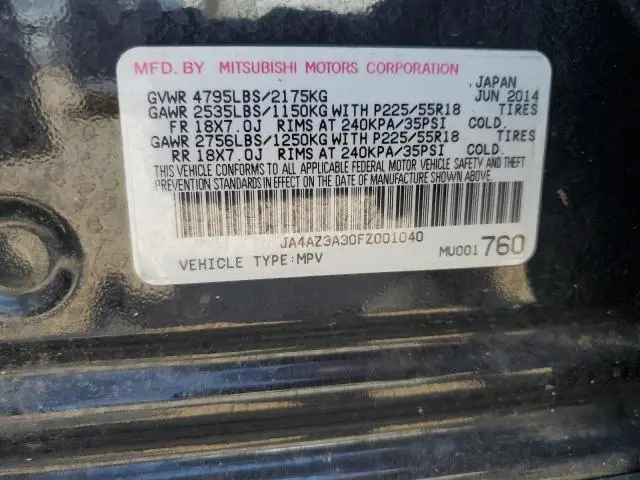 MFD. BY MITSUBISHI MOTORS CORPORATION
JAPAN
GVWR 4795LBS/2175KG JUN 2014
GAWR 2535LBS/1150KG WITH P225/55R18 TIRES
FR 18X7.0J RIMS AT 240KPA/35PSI COLD.
GAWR 2756LBS/1250KG WITH P225/55R18 TIRES
RR 18X7.0J RIMS AT 240KPA/35PSI COLD.
THIS VEHICLE CONFORMS TO ALL APPLICABLE FEDERAL MOTOR VEHICLE SAFETY AND THEFT
PREVENTION STANDARDS IN EFFECT ON THE DATE OF MANUFACTURE SHOWN ABOVE
JA4AZ3A30FZ001040
VEHICLE TYPE:MPV MU001760